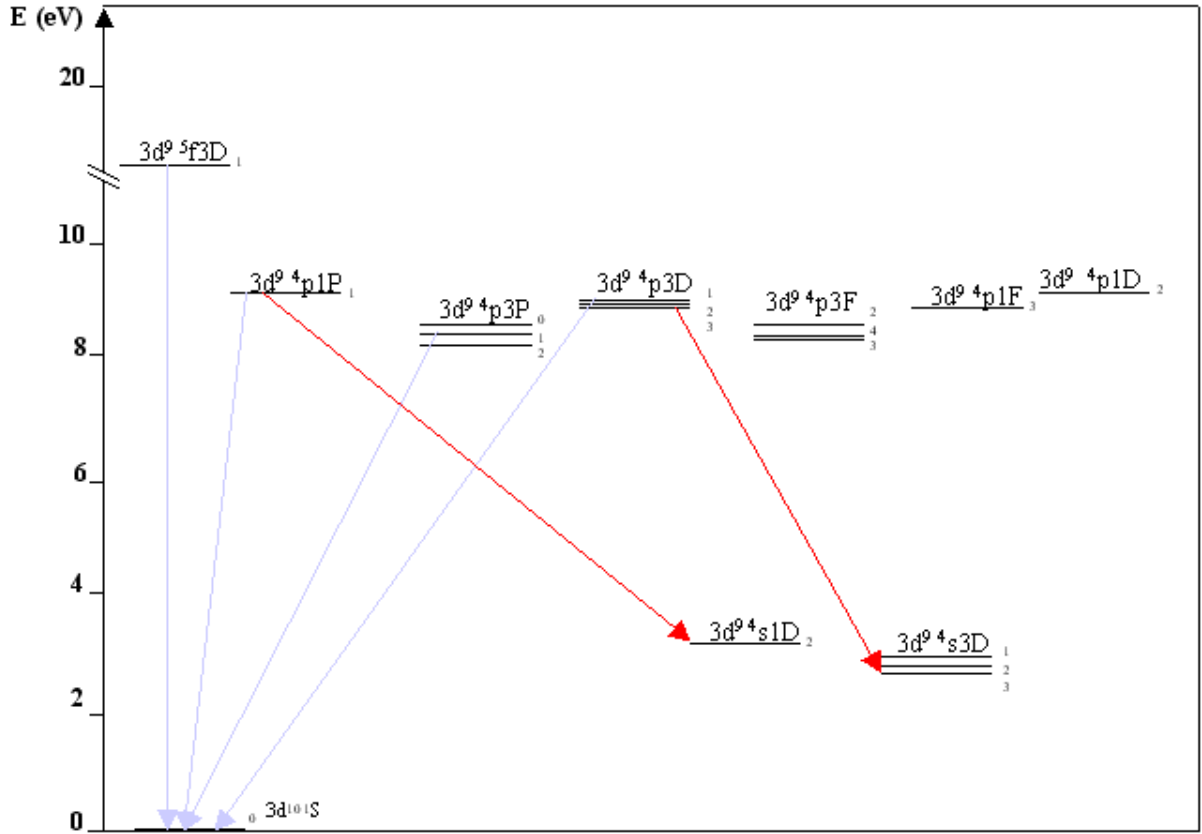 E (eV)
20
3d⁹ ⁵f3D ₁
10
3d⁹ ⁴p1P ₁
3d⁹ ⁴p3P ₀
1
2
3d⁹ ⁴p3D ₁
2
3
3d⁹ ⁴p3F ₂
4
3
3d⁹ ⁴p1F ₃
3d⁹ ⁴p1D ₂
8
6
4
3d⁹ ⁴s1D ₂
3d⁹ ⁴s3D ₁
2
3
2
0
₀ 3d¹⁰ ¹S